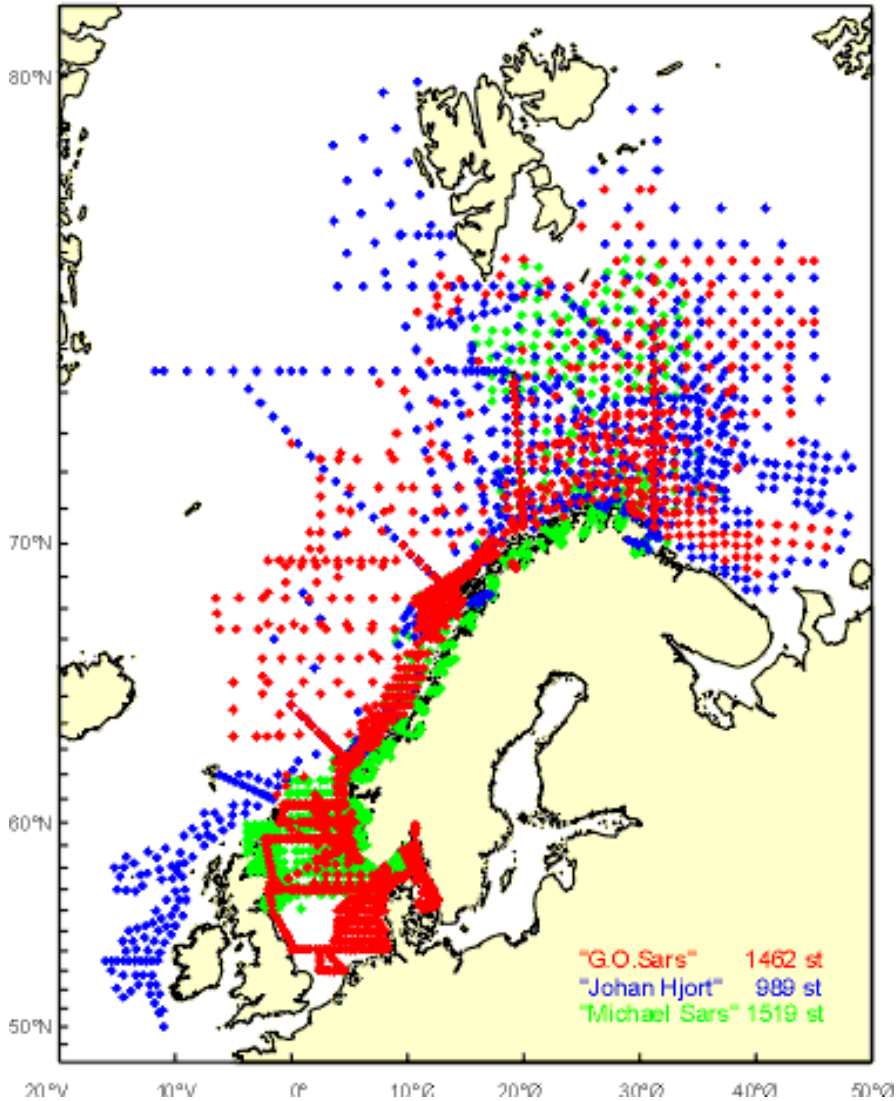 80°N
70°N
60°N
50°N
"G.O.Sars" 1462 st
"Johan Hjort" 989 st
"Michael Sars" 1519 st
20°V 10°V 0° 10°Ø 20°Ø 30°Ø 40°Ø 50°Ø